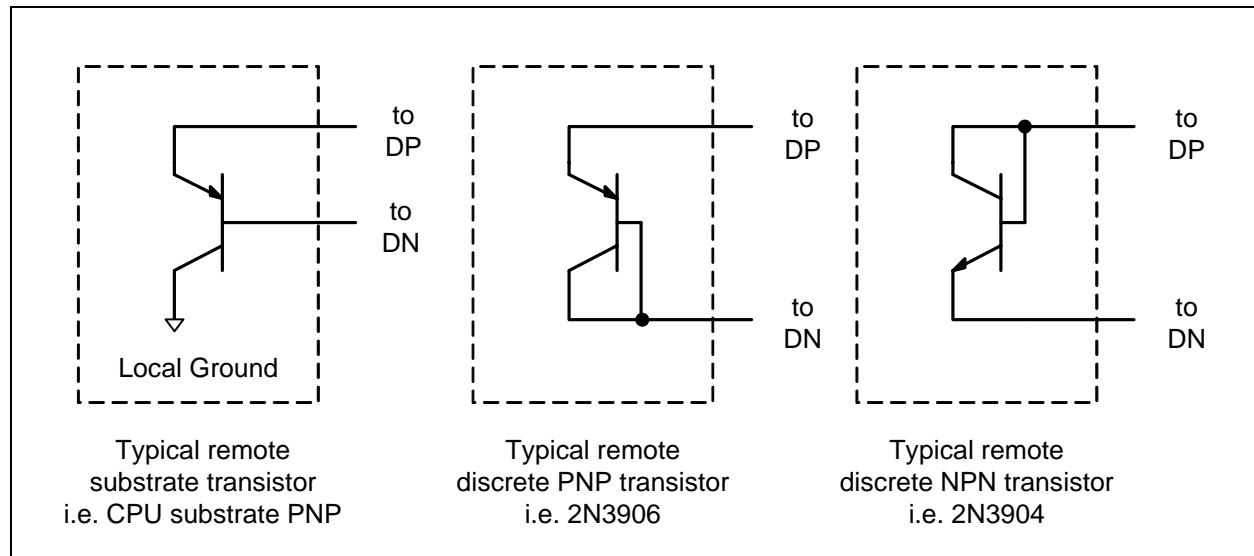 to
DP
to
DN
Local Ground
Typical remote
substrate transistor
i.e. CPU substrate PNP
to
DP
to
DN
Typical remote
discrete PNP transistor
i.e. 2N3906
to
DP
to
DN
Typical remote
discrete NPN transistor
i.e. 2N3904